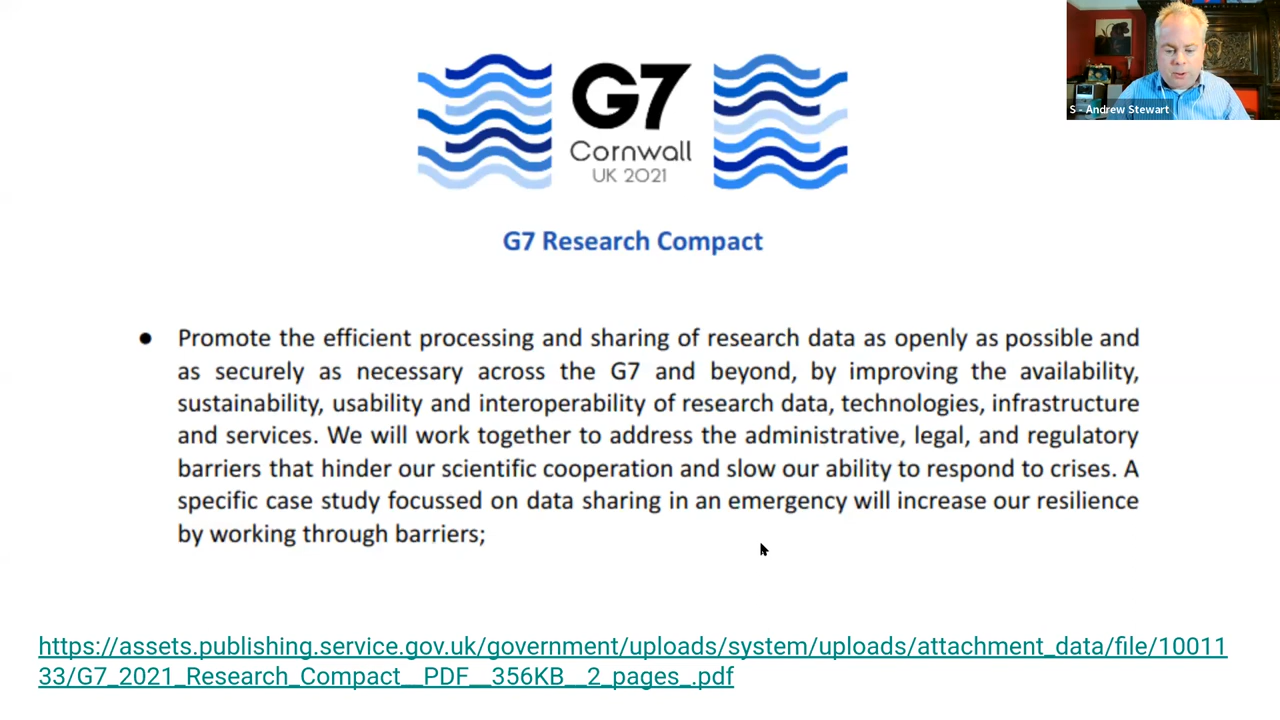 G7
Cornwall
UK 2021
S - Andrew Stewart
G7 Research Compact
● Promote the efficient processing and sharing of research data as openly as possible and
as securely as necessary across the G7 and beyond, by improving the availability,
sustainability, usability and interoperability of research data, technologies, infrastructure
and services. We will work together to address the administrative, legal, and regulatory
barriers that hinder our scientific cooperation and slow our ability to respond to crises. A
specific case study focussed on data sharing in an emergency will increase our resilience
by working through barriers;
https://assets.publishing.service.gov.uk/government/uploads/system/uploads/attachment_data/file/10011
33/G7_2021_Research_Compact__PDF__356KB__2_pages_.pdf